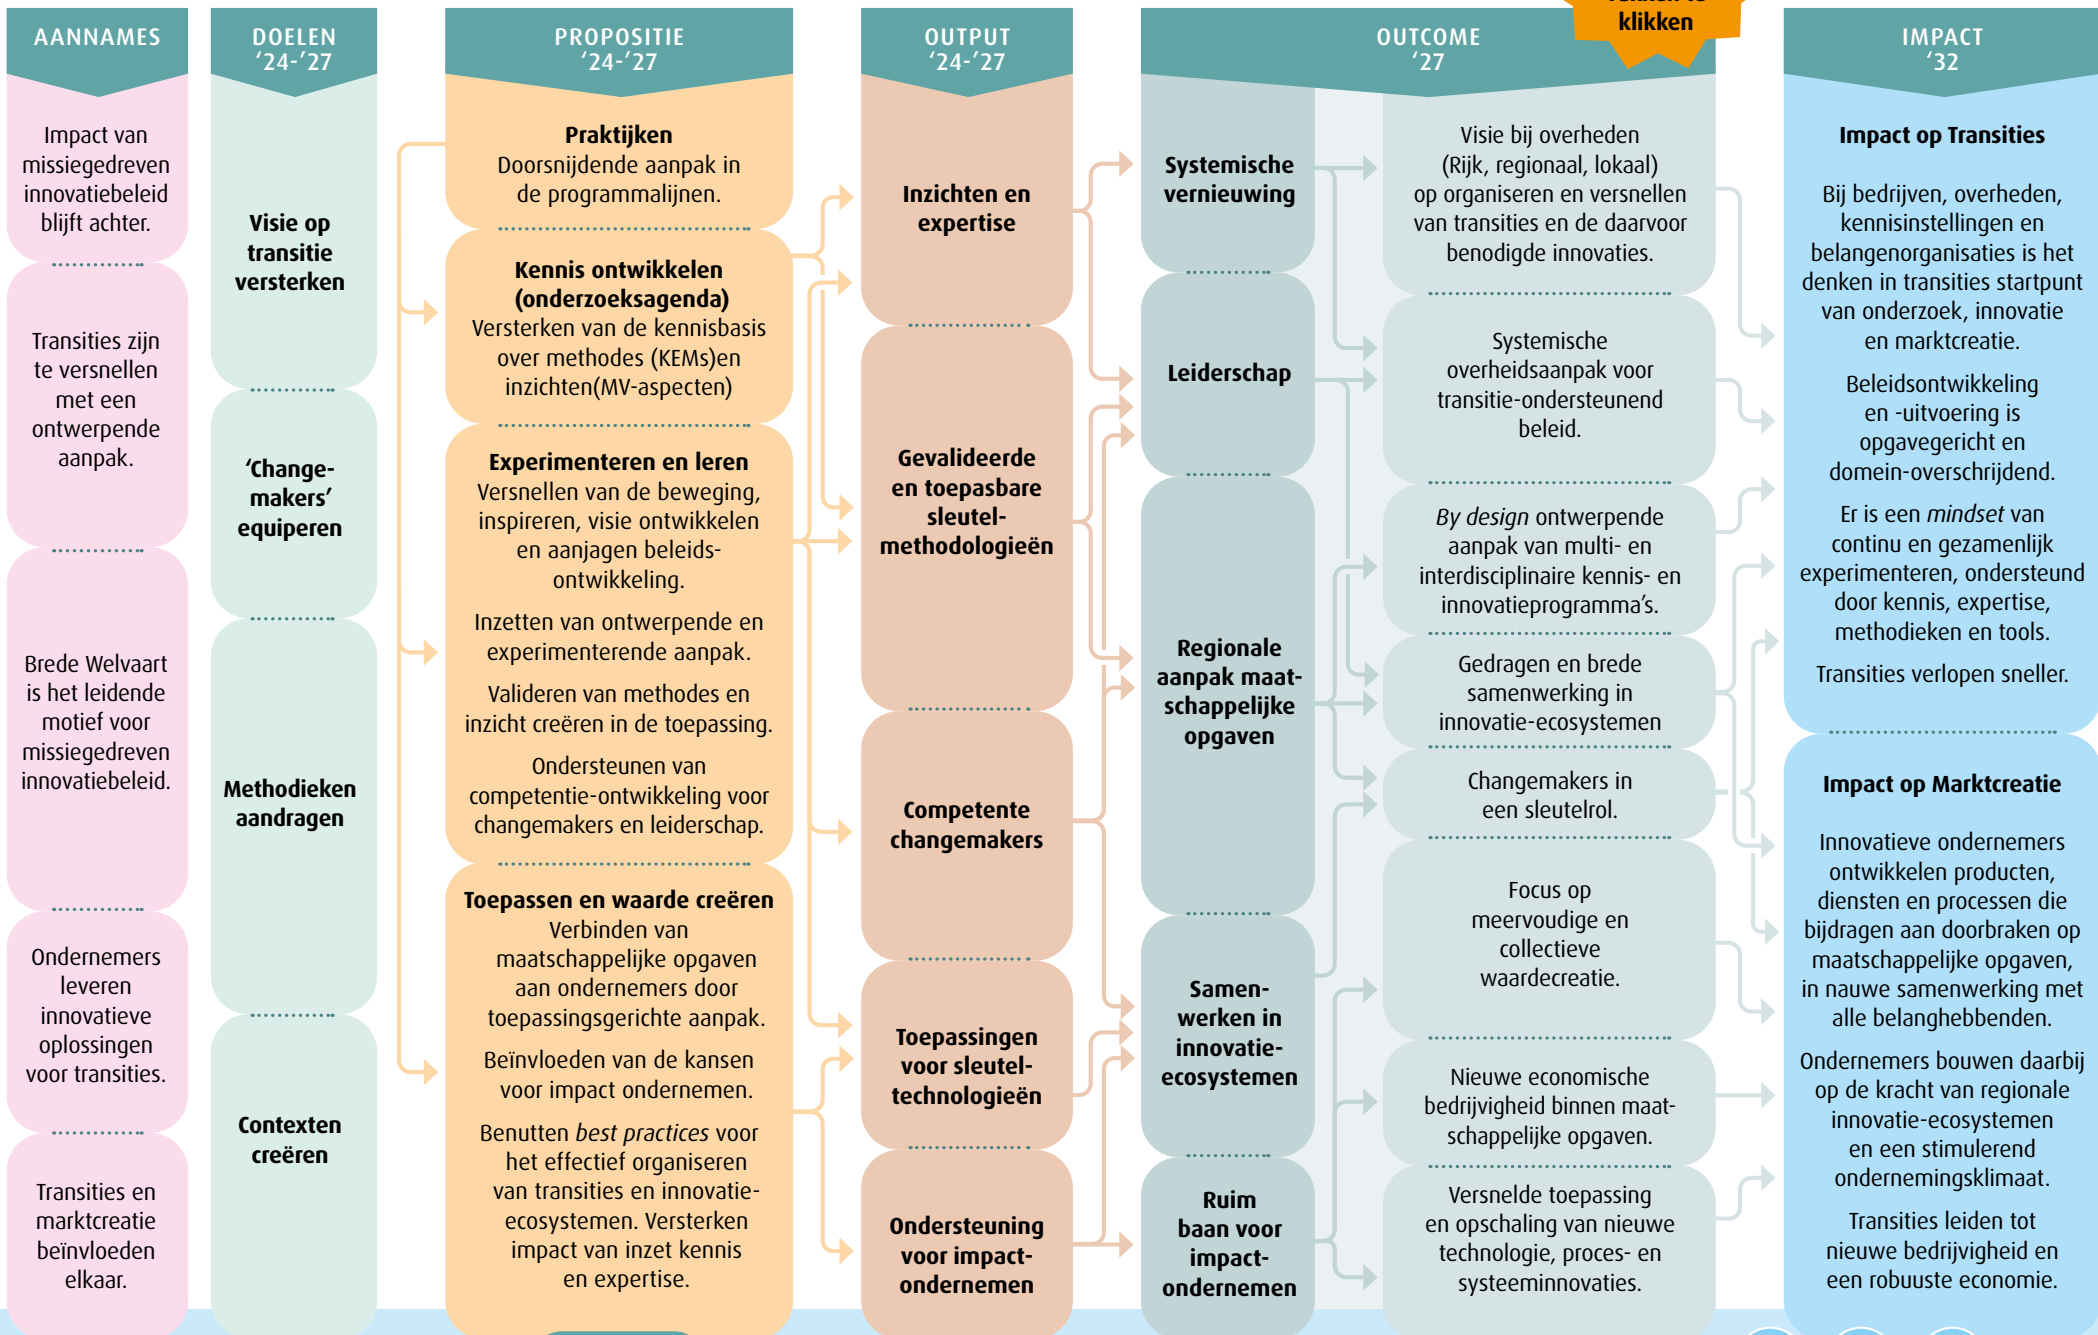 klikken
AANNAMES
Impact van
missiegedreven
innovatiebeleid
blijft achter.
Transities zijn
te versnellen
met een
ontwerpende
aanpak.
Brede Welvaart
is het leidende
motief voor
missiegedreven
innovatiebeleid.
Ondernemers
leveren
innovatieve
oplossingen
voor transities.
Transities en
marktcreatie
beïnvloeden
elkaar.
DOELEN
‘24-’27
Visie op
transitie
versterken
‘Change-
makers’
equiperen
Methodieken
aandragen
Contexten
creëren
PROPOSITIE
‘24-’27
Praktijken
Doorsnijdende aanpak in
de programmalijnen.
Kennis ontwikkelen
(onderzoeksagenda)
Versterken van de kennisbasis
over methodes (KEMs)en
inzichten(MV-aspecten)
Experimenteren en leren
Versnellen van de beweging,
inspireren, visie ontwikkelen
en aanjagen beleids-
ontwikkeling.
Inzetten van ontwerpende en
experimenterende aanpak.
Valideren van methodes en
inzicht creëren in de toepassing.
Ondersteunen van
competentie-ontwikkeling voor
changemakers en leiderschap.
Toepassen en waarde creëren
Verbinden van
maatschappelijke opgaven
aan ondernemers door
toepassingsgerichte aanpak.
Beïnvloeden van de kansen
voor impact ondernemen.
Benutten best practices voor
het effectief organiseren
van transities en innovatie-
ecosystemen. Versterken
impact van inzet kennis
en expertise.
OUTPUT
‘24-’27
Inzichten en
expertise
Gevalideerde
en toepasbare
sleutel-
methodologieën
Competente
changemakers
Toepassingen
voor sleutel-
technologieën
Ondersteuning
voor impact-
ondernemen
OUTCOME
‘27
Systemische
vernieuwing
Leiderschap
Regionale
aanpak maat-
schappelijke
opgaven
Samen-
werken in
innovatie-
ecosystemen
Ruim
baan voor
impact-
ondernemen
Visie bij overheden
(Rijk, regionaal, lokaal)
op organiseren en versnellen
van transities en de daarvoor
benodigde innovaties.
Systemische
overheidsaanpak voor
transitie-ondersteunend
beleid.
By design ontwerpende
aanpak van multi- en
interdisciplinaire kennis- en
innovatieprogramma’s.
Gedragen en brede
samenwerking in
innovatie-ecosystemen
Changemakers in
een sleutelrol.
Focus op
meervoudige en
collectieve
waardecreatie.
Nieuwe economische
bedrijvigheid binnen maat-
schappelijke opgaven.
Versnelde toepassing
en opschaling van nieuwe
technologie, proces- en
systeeminnovaties.
IMPACT
‘32
Impact op Transities
Bij bedrijven, overheden,
kennisinstellingen en
belangenorganisaties is het
denken in transities startpunt
van onderzoek, innovatie
en marktcreatie.
Beleidsontwikkeling
en -uitvoering is
opgavegericht en
domein-overschrijdend.
Er is een mindset van
continu en gezamenlijk
experimenteren, ondersteund
door kennis, expertise,
methodieken en tools.
Transities verlopen sneller.
Impact op Marktcreatie
Innovatieve ondernemers
ontwikkelen producten,
diensten en processen die
bijdragen aan doorbraken op
maatschappelijke opgaven,
in nauwe samenwerking met
alle belanghebbenden.
Ondernemers bouwen daarbij
op de kracht van regionale
innovatie-ecosystemen
en een stimulerend
ondernemingsklimaat.
Transities leiden tot
nieuwe bedrijvigheid en
een robuuste economie.